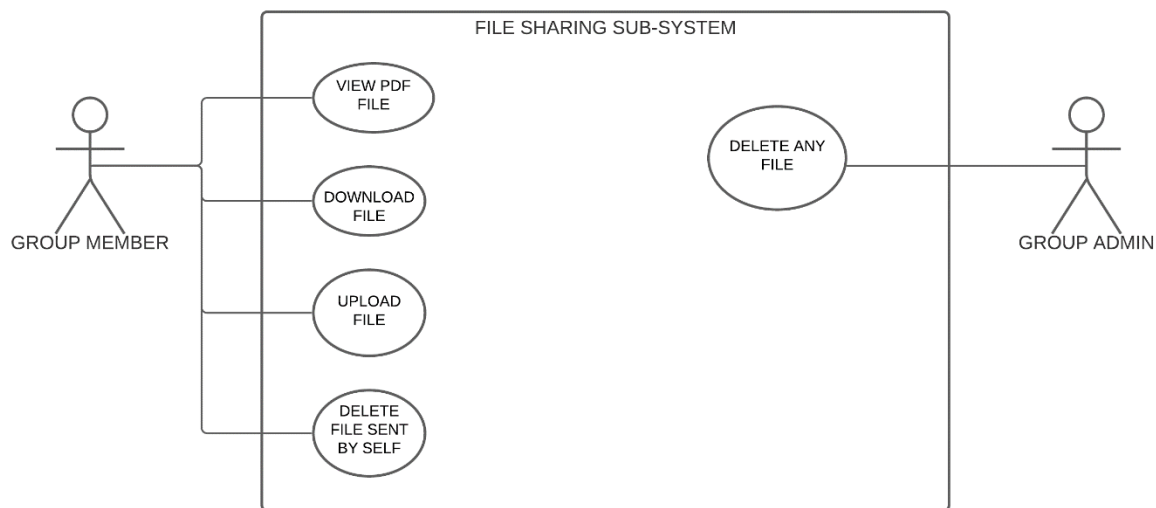 FILE SHARING SUB-SYSTEM
VIEW PDF
FILE
DOWNLOAD
FILE
UPLOAD
FILE
DELETE
FILE SENT
BY SELF
DELETE ANY
FILE
GROUP MEMBER
GROUP ADMIN